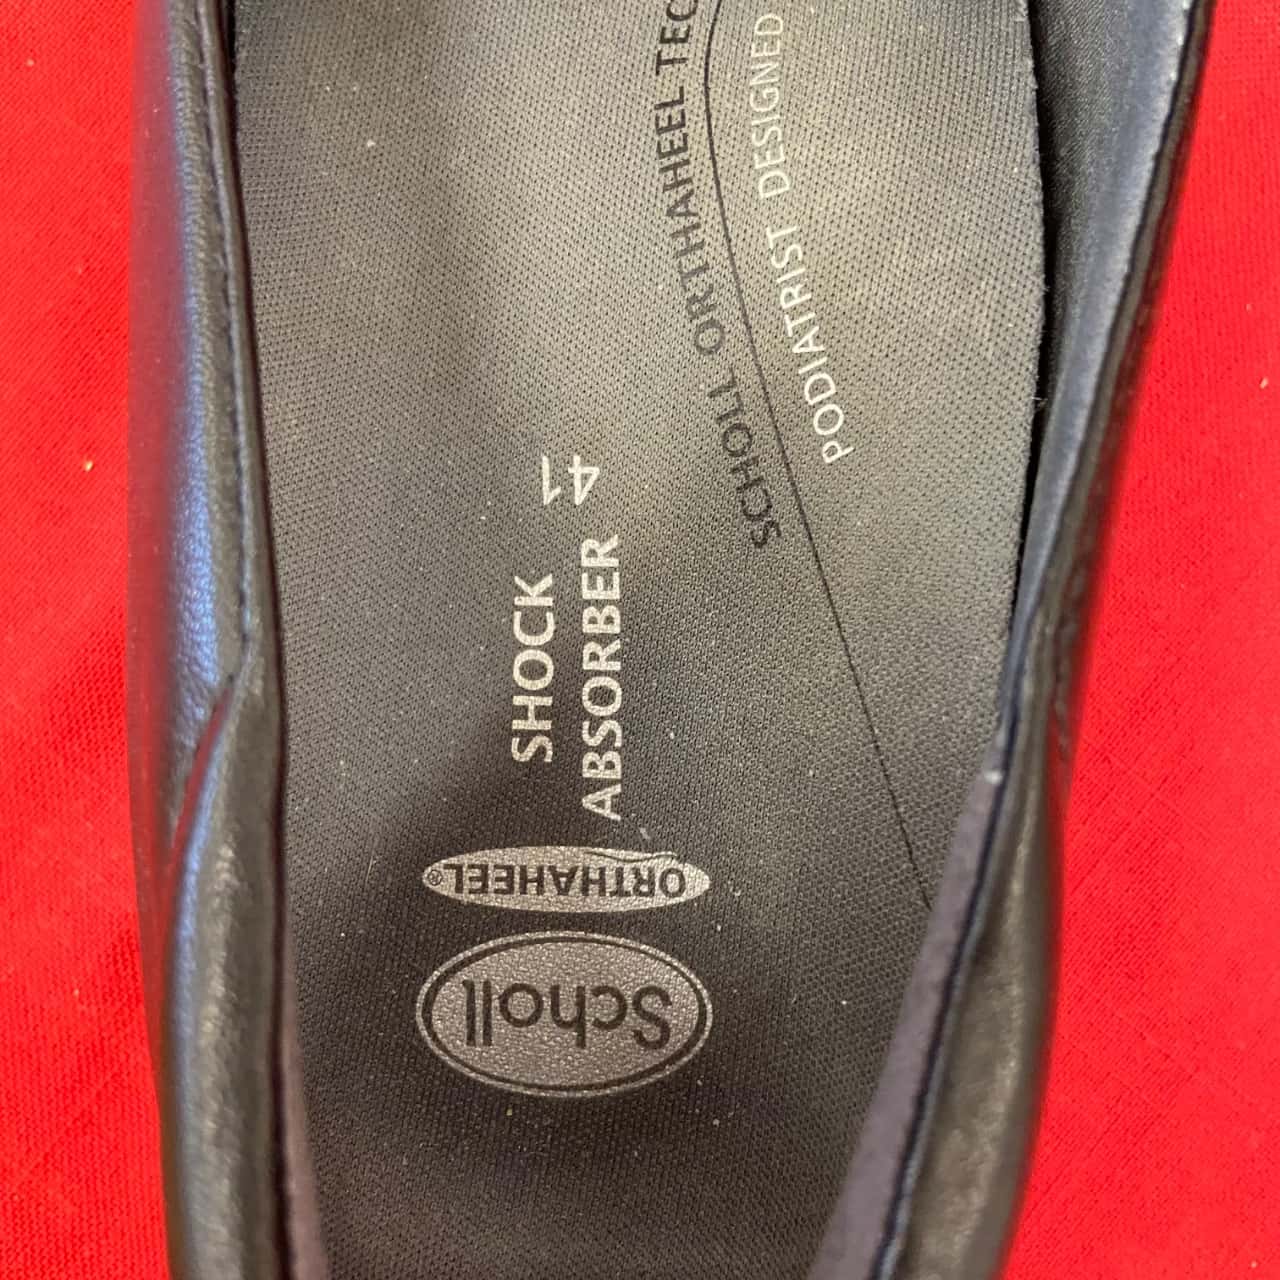 Scholl
ORTHAHEEL®
SHOCK
ABSORBER
41
SCHOLL ORTHAHEEL TEC
PODIATRIST DESIGNED